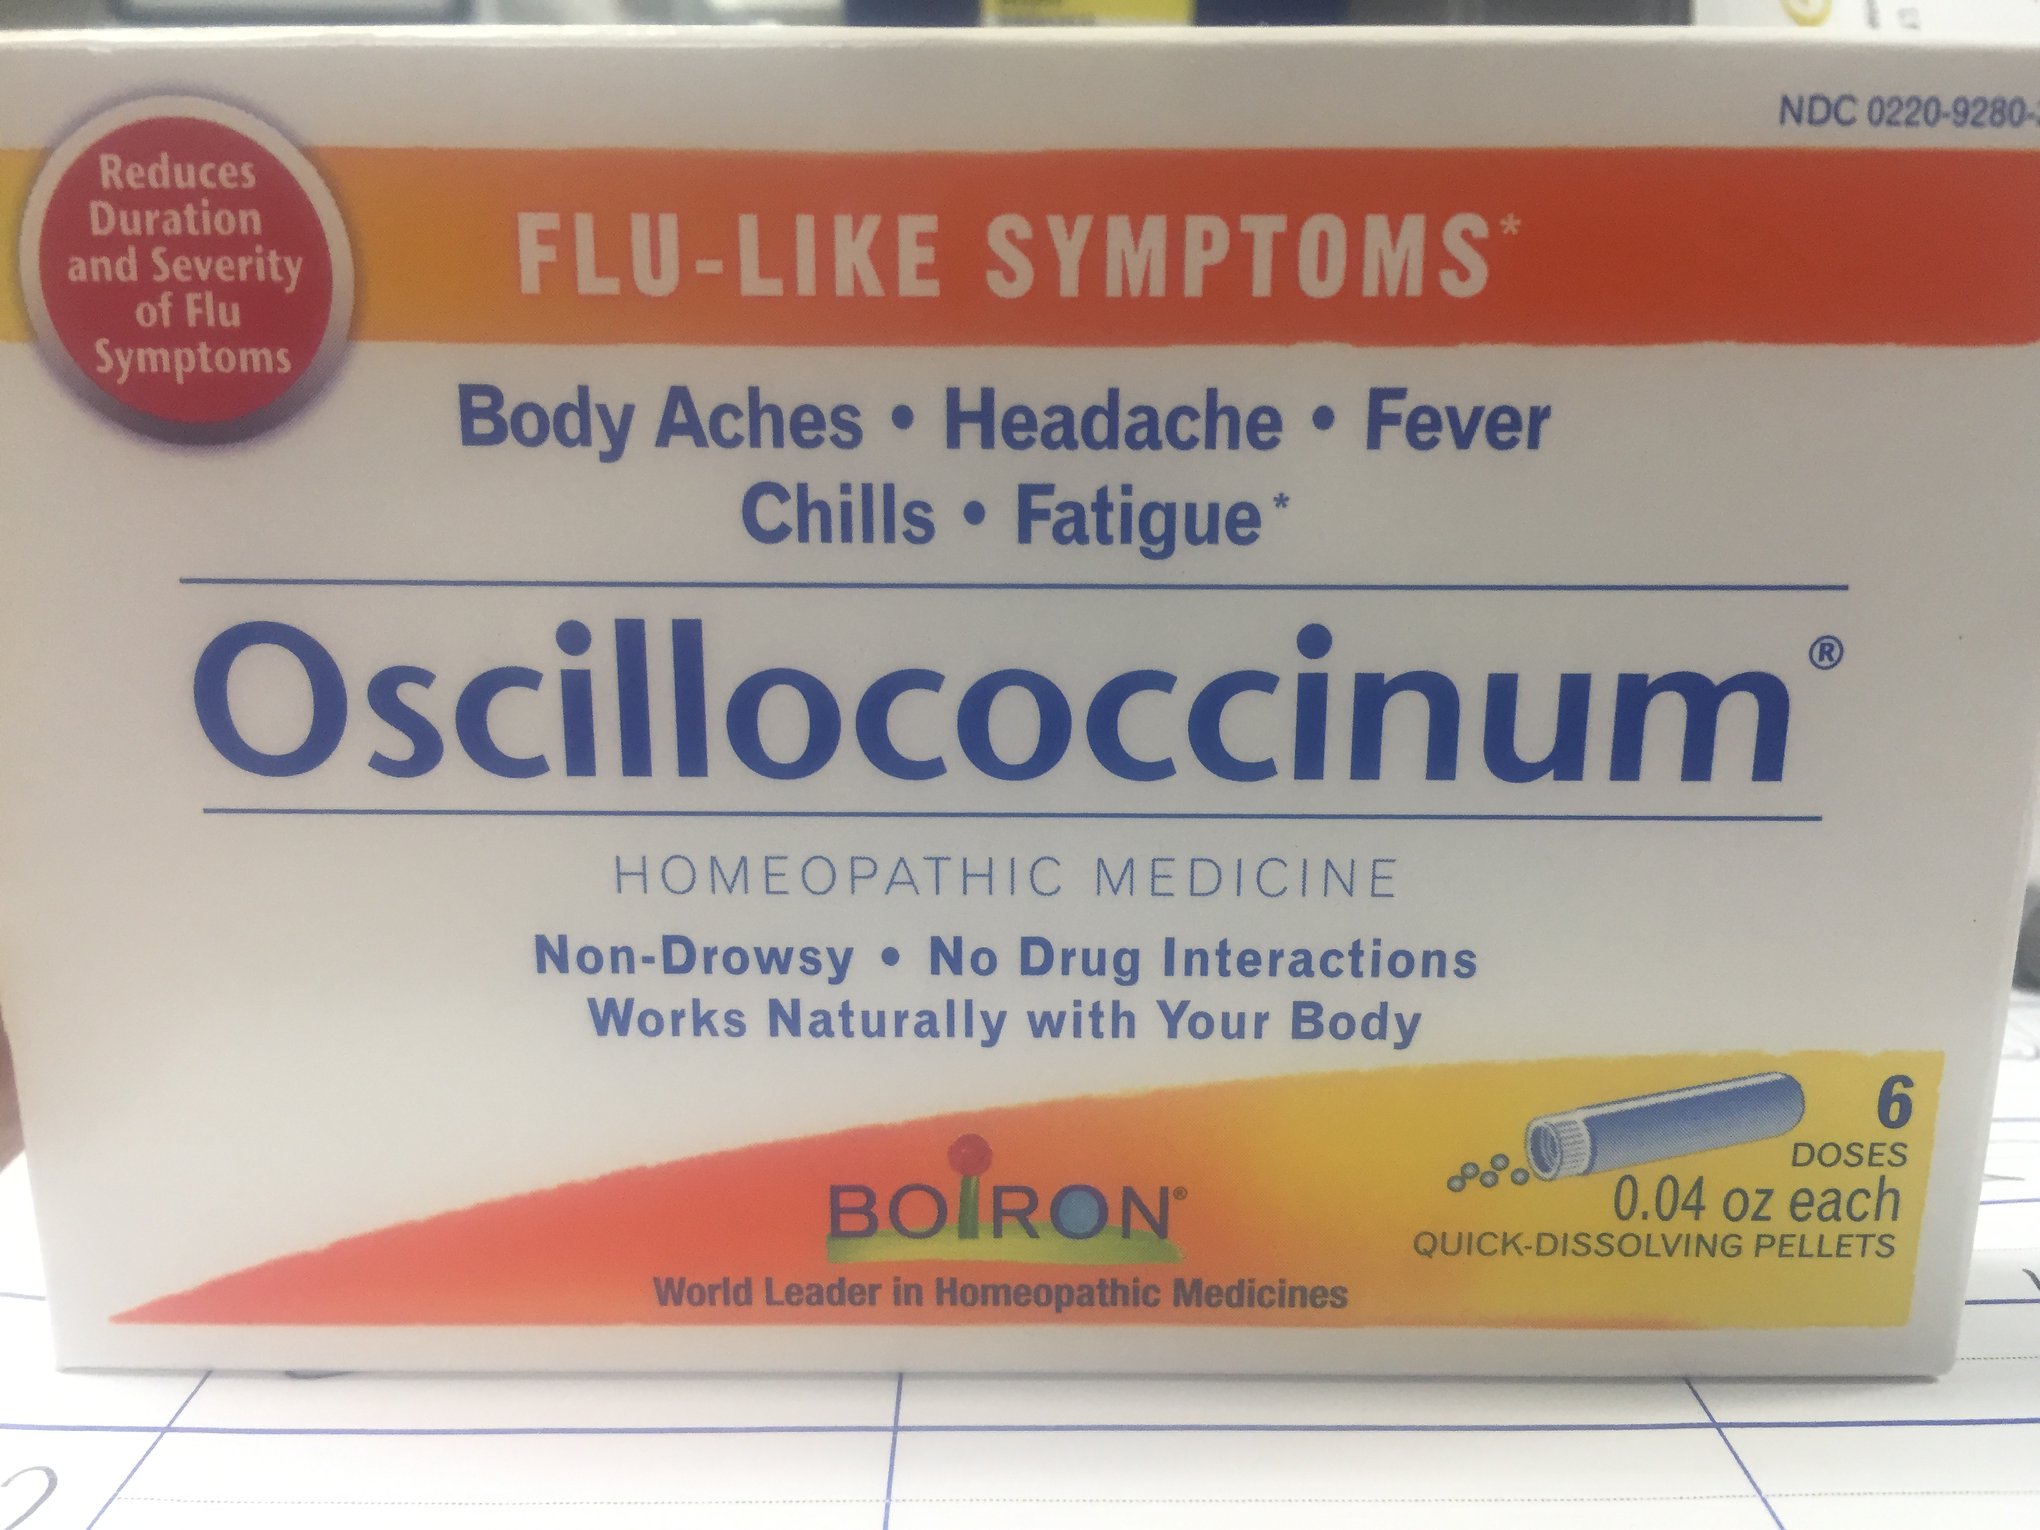 NDC 0220-9280-
Reduces
Duration
and Severity
of Flu
Symptoms
FLU-LIKE SYMPTOMS*
Body Aches • Headache • Fever
Chills • Fatigue*
Oscillococcinum®
HOMEOPATHIC MEDICINE
Non-Drowsy • No Drug Interactions
Works Naturally with Your Body
BOIRON®
World Leader in Homeopathic Medicines
6
DOSES
0.04 oz each
QUICK-DISSOLVING PELLETS
2